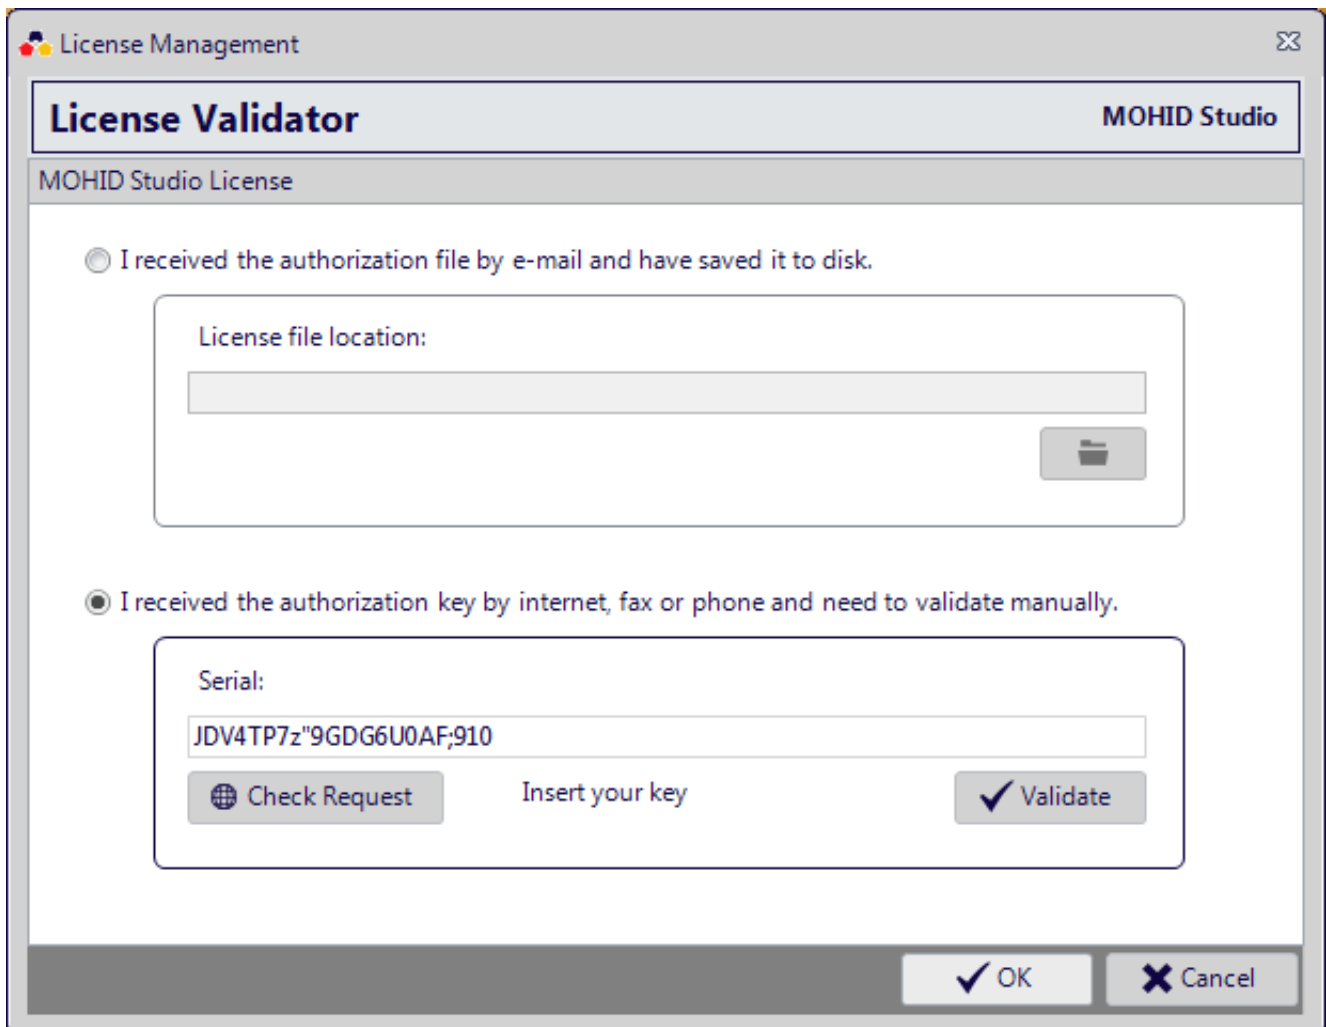 License Management
License Validator MOHID Studio
MOHID Studio License
I received the authorization file by e-mail and have saved it to disk.
License file location:
I received the authorization key by internet, fax or phone and need to validate manually.
Serial:
JDV4TP7z"9GDG6U0AF;910
Check Request Insert your key Validate
OK Cancel